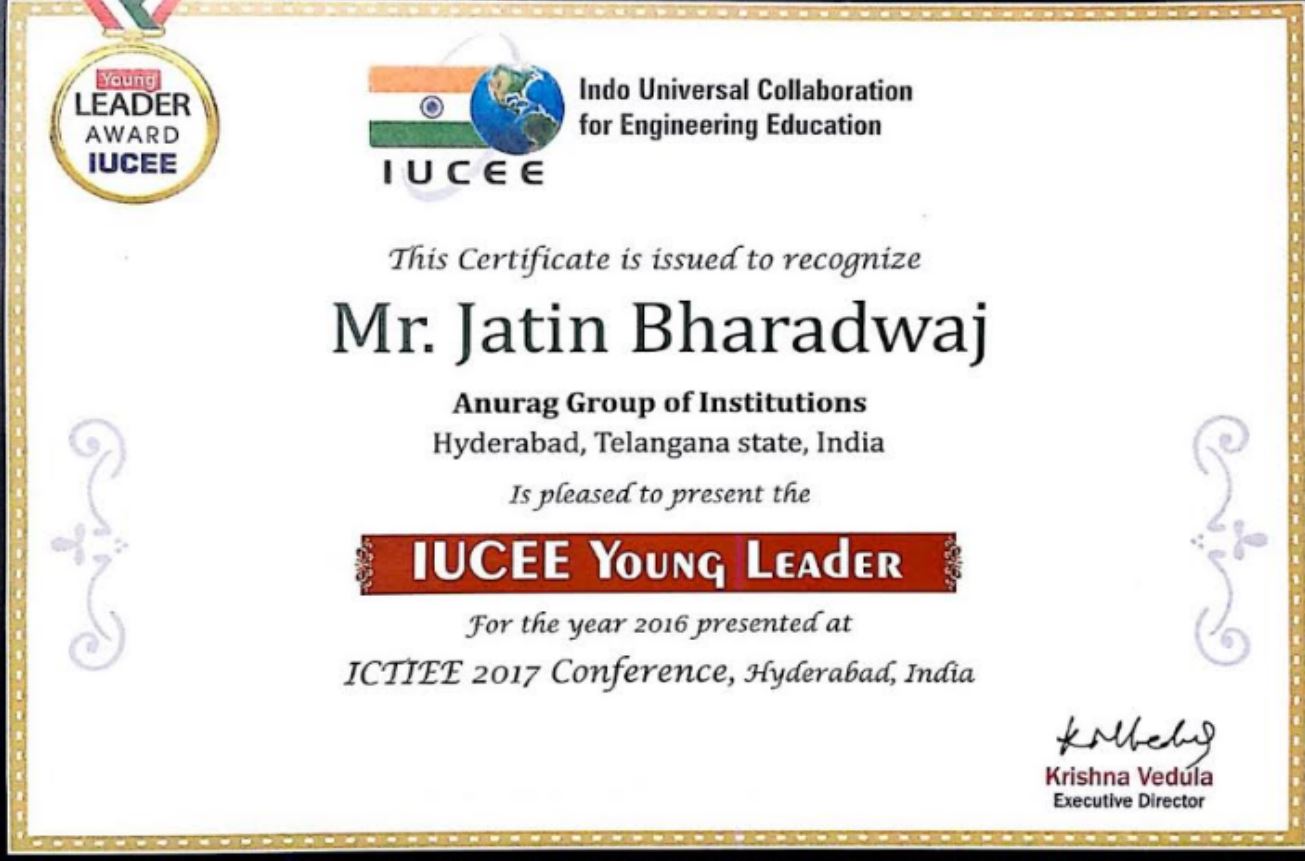 Young
LEADER
AWARD
IUCEE
IUCEE
Indo Universal Collaboration
for Engineering Education
This Certificate is issued to recognize
Mr. Jatin Bharadwaj
Anurag Group of Institutions
Hyderabad, Telangana state, India
Is pleased to present the
IUCEE Young Leader
For the year 2016 presented at
ICTIEE 2017 Conference, Hyderabad, India
Krishna Vedula
Executive Director